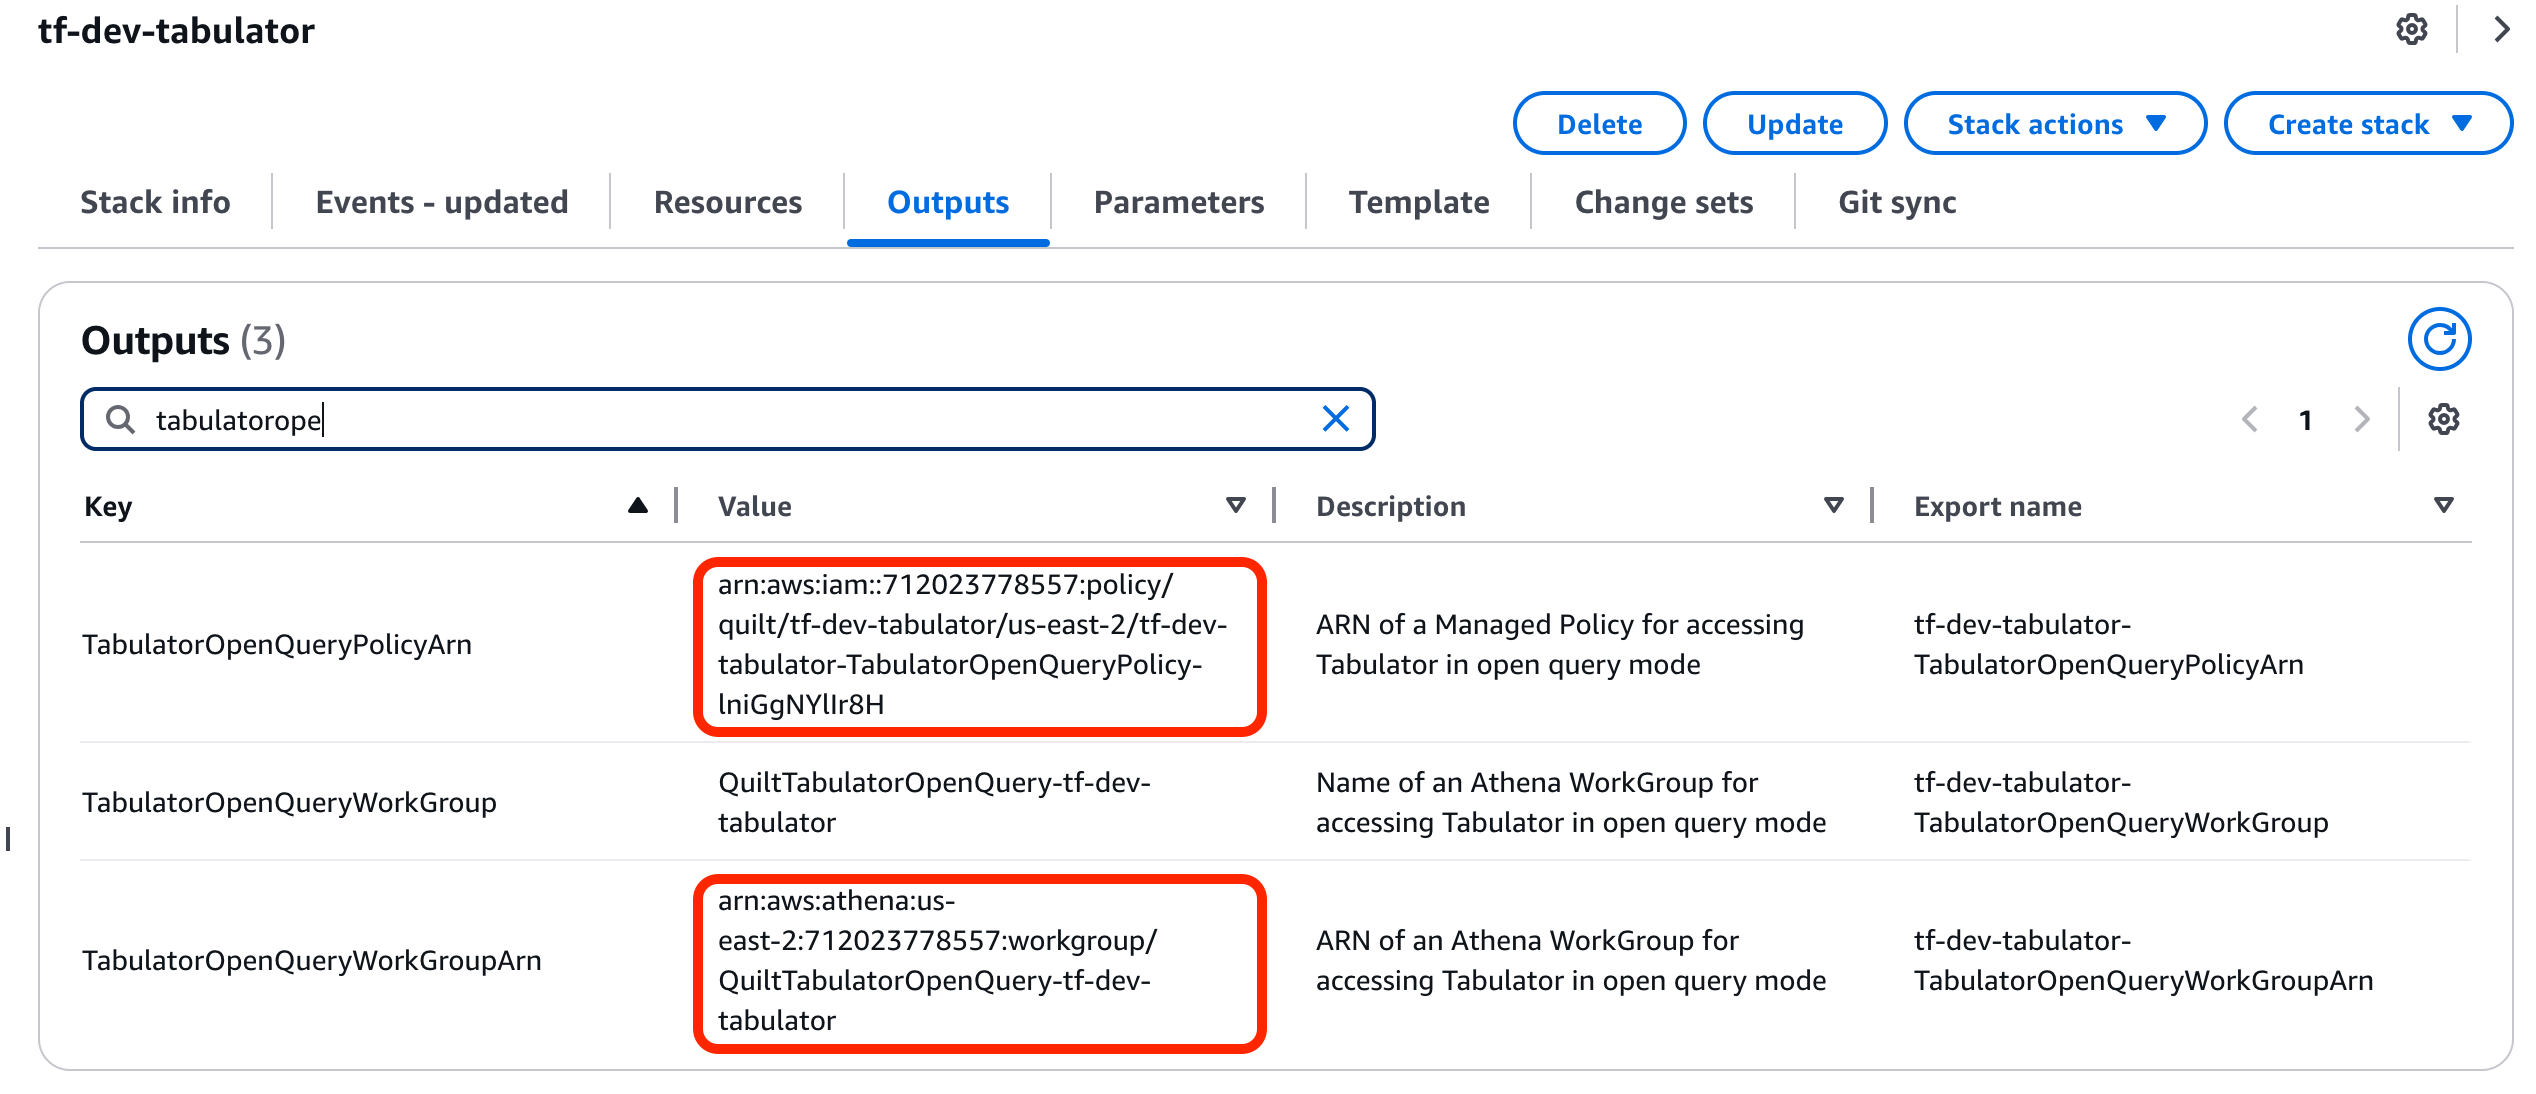 tf-dev-tabulator
Delete
Update
Stack actions
Create stack
Stack info
Events - updated
Resources
Outputs
Parameters
Template
Change sets
Git sync
Outputs (3)
tabulatorope
1
Key
Value
Description
Export name
TabulatorOpenQueryPolicyArn
arn:aws:iam::712023778557:policy/
quilt/tf-dev-tabulator/us-east-2/tf-dev-
tabulator-TabulatorOpenQueryPolicy-
lniGgNYlIr8H
ARN of a Managed Policy for accessing
Tabulator in open query mode
tf-dev-tabulator-
TabulatorOpenQueryPolicyArn
TabulatorOpenQueryWorkGroup
QuiltTabulatorOpenQuery-tf-dev-
tabulator
Name of an Athena WorkGroup for
accessing Tabulator in open query mode
tf-dev-tabulator-
TabulatorOpenQueryWorkGroup
TabulatorOpenQueryWorkGroupArn
arn:aws:athena:us-
east-2:712023778557:workgroup/
QuiltTabulatorOpenQuery-tf-dev-
tabulator
ARN of an Athena WorkGroup for
accessing Tabulator in open query mode
tf-dev-tabulator-
TabulatorOpenQueryWorkGroupArn